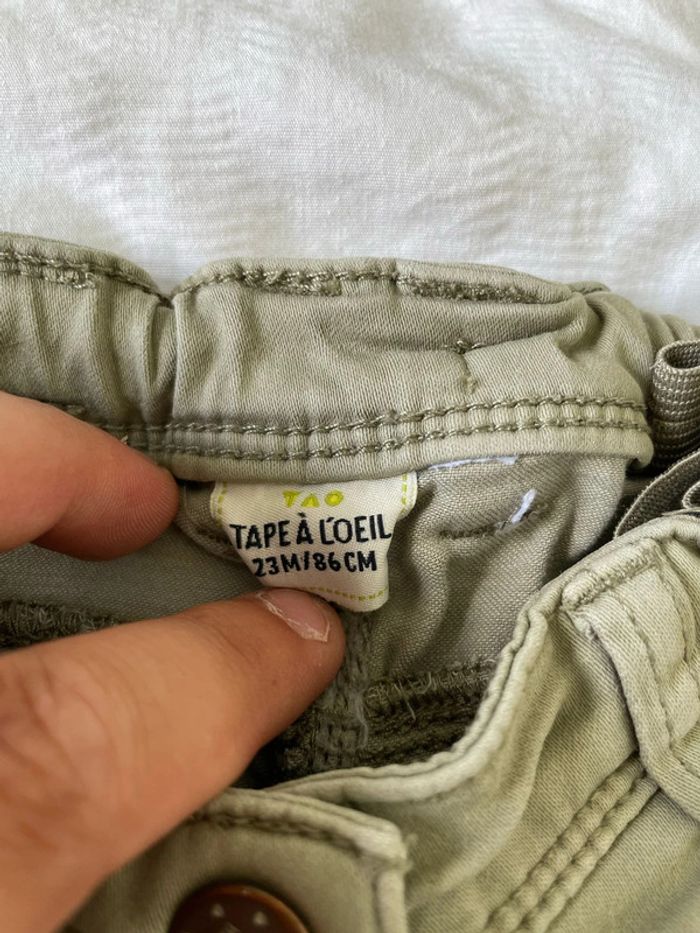 TAO
TAPE À L'OEIL
23M/86CM